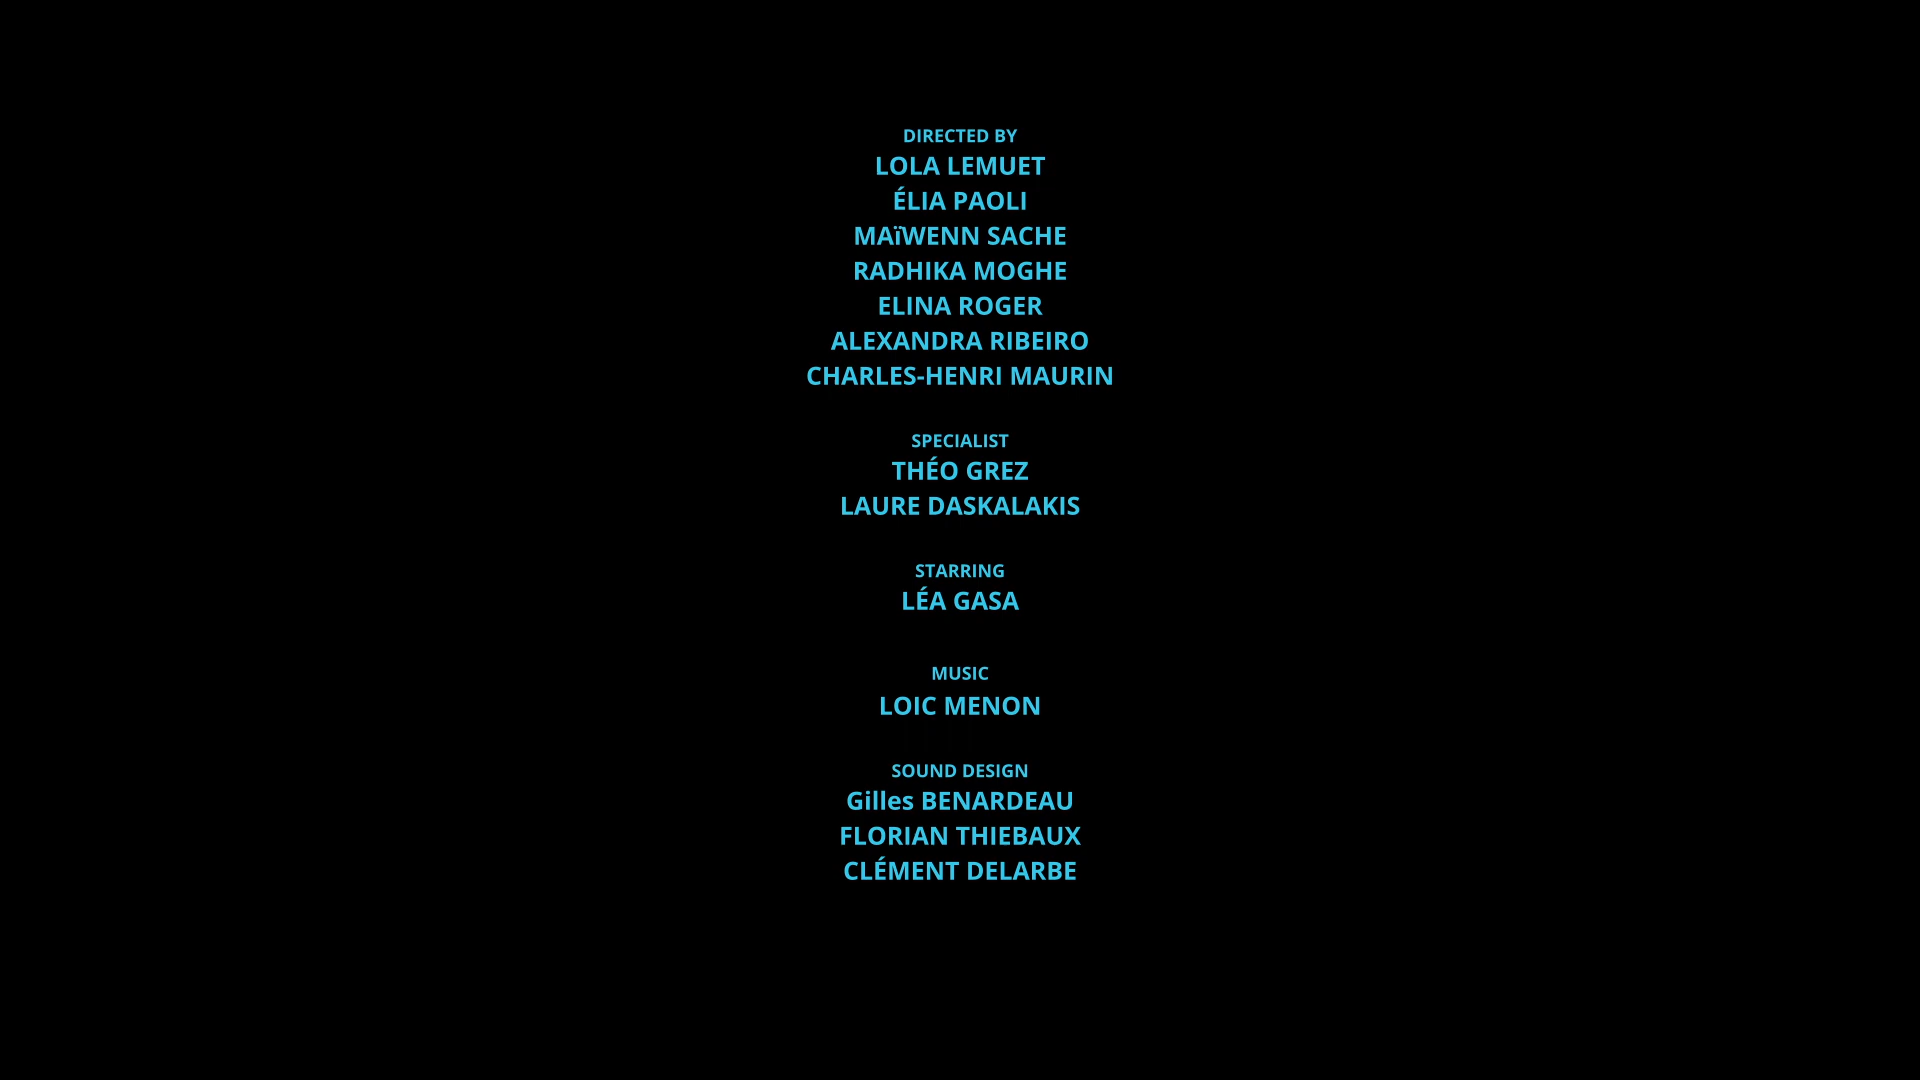 DIRECTED BY
LOLA LEMUET
ÉLIA PAOLI
MAïWENN SACHE
RADHIKA MOGHE
ELINA ROGER
ALEXANDRA RIBEIRO
CHARLES-HENRI MAURIN
SPECIALIST
THÉO GREZ
LAURE DASKALAKIS
STARRING
LÉA GASA
MUSIC
LOIC MENON
SOUND DESIGN
Gilles BENARDEAU
FLORIAN THIEBAUX
CLÉMENT DELARBE